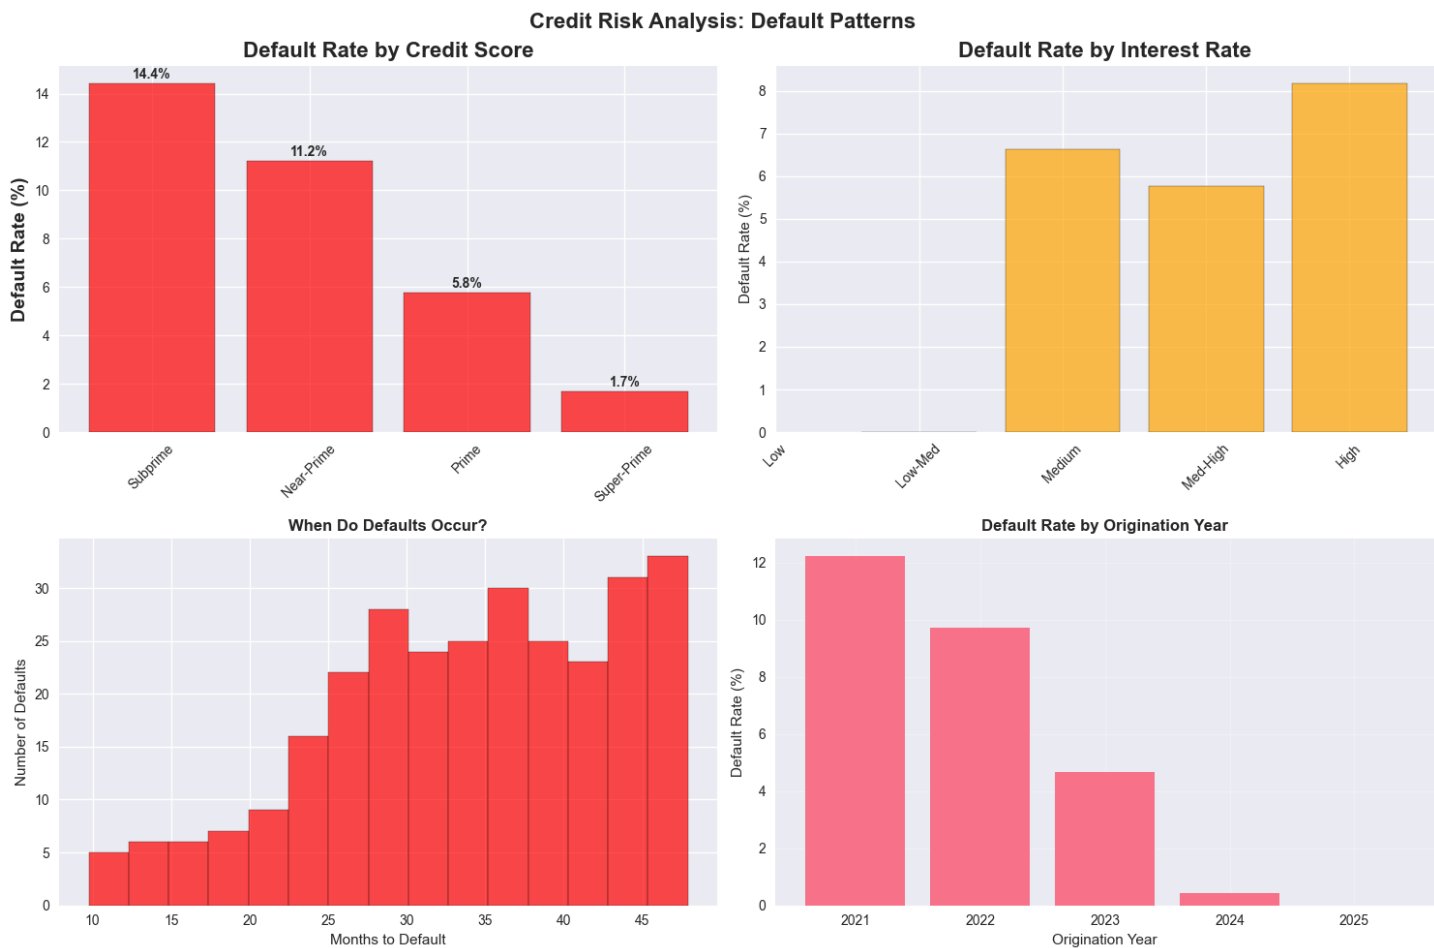 Credit Risk Analysis: Default Patterns
Default Rate by Credit Score
Default Rate (%)
14
12
10
8
6
4
2
0
14.4%
11.2%
5.8%
1.7%
Subprime
Near-Prime
Prime
Super-Prime
Default Rate by Interest Rate
Default Rate (%)
8
7
6
5
4
3
2
1
0
Low
Low-Med
Medium
Med-High
High
When Do Defaults Occur?
Number of Defaults
30
25
20
15
10
5
0
10
15
20
25
30
35
40
45
Months to Default
Default Rate by Origination Year
Default Rate (%)
12
10
8
6
4
2
0
2021
2022
2023
2024
2025
Origination Year